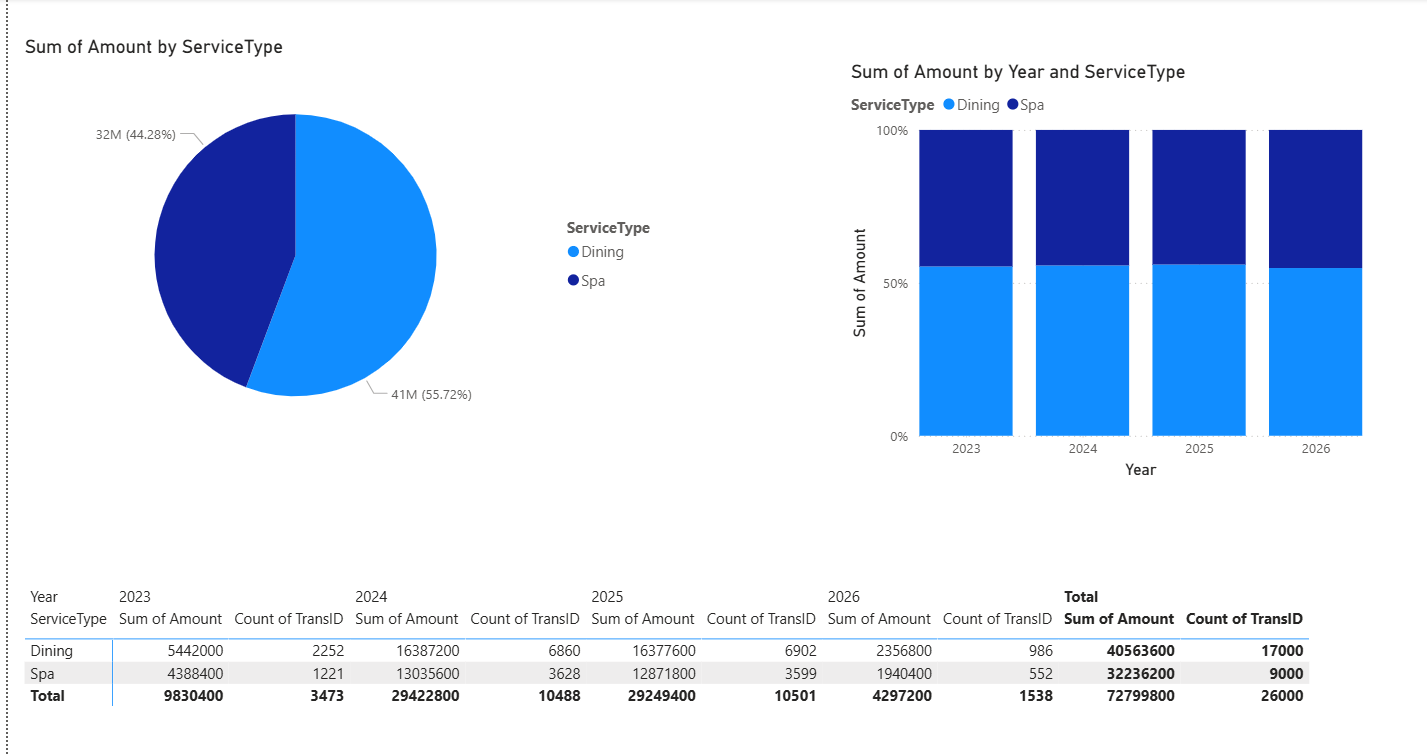 Sum of Amount by ServiceType
32M (44.28%)
41M (55.72%)
ServiceType
Dining
Spa
Sum of Amount by Year and ServiceType
ServiceType Dining Spa
100%
50%
0%
Sum of Amount
2023 2024 2025 2026
Year
Year 2023 2024 2025 2026 Total
ServiceType Sum of Amount Count of TransID Sum of Amount Count of TransID Sum of Amount Count of TransID Sum of Amount Count of TransID Sum of Amount Count of TransID
Dining 5442000 2252 16387200 6860 16377600 6902 2356800 986 40563600 17000
Spa 4388400 1221 13035600 3628 12871800 3599 1940400 552 32236200 9000
Total 9830400 3473 29422800 10488 29249400 10501 4297200 1538 72799800 26000